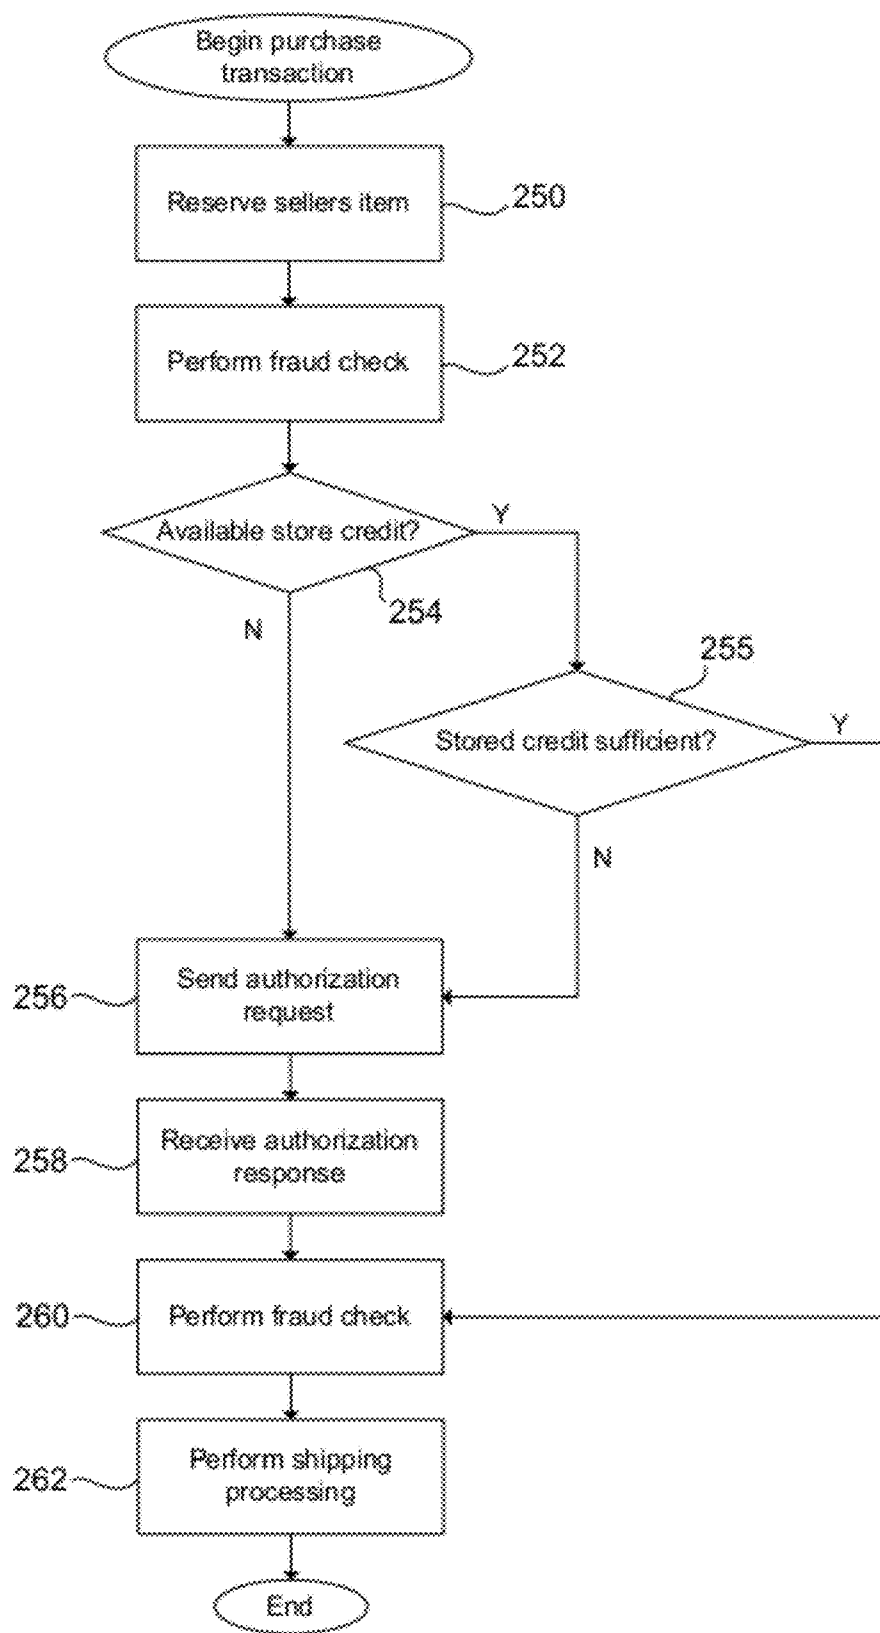 Begin purchase
transaction
Reserve sellers item
250
Perform fraud check
252
Available store credit?
Y
254
N
255
Stored credit sufficient?
Y
N
Send authorization
request
256
Receive authorization
response
258
Perform fraud check
260
Perform shipping
processing
262
End